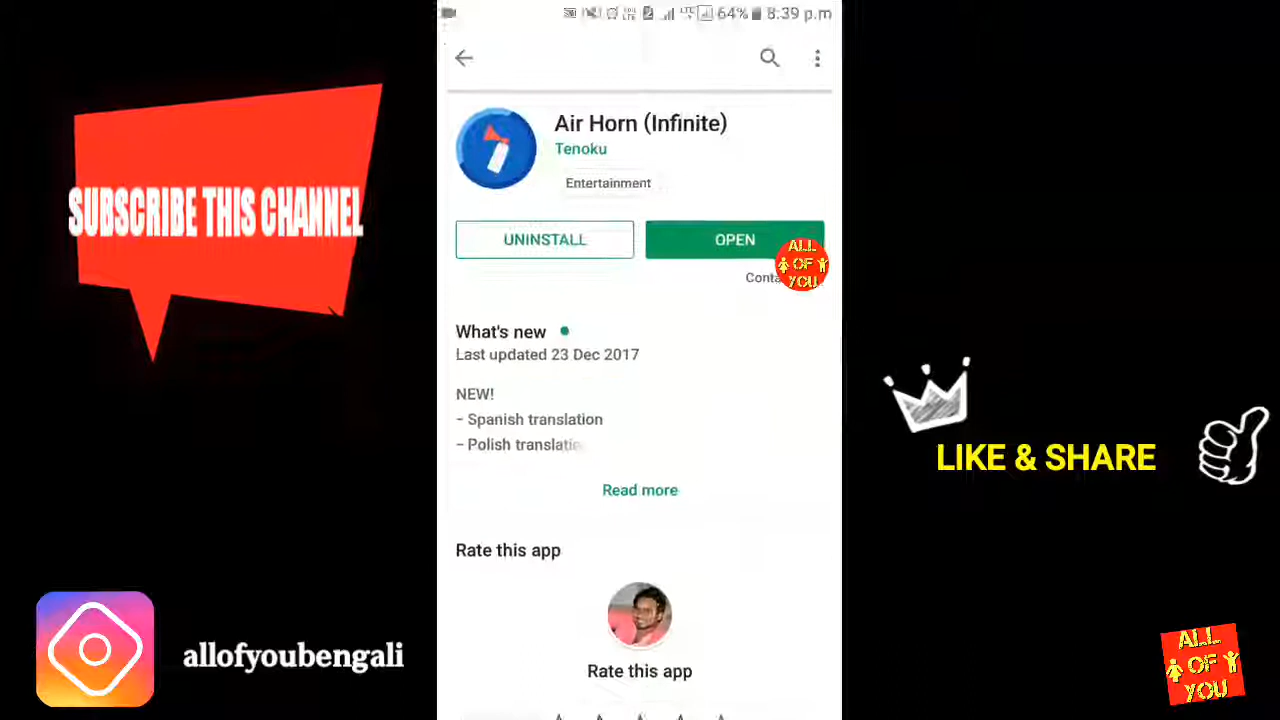 64% 8:39 p.m
Air Horn (Infinite)
Tenoku
Entertainment
UNINSTALL
OPEN
ALL
OF
YOU
What's new
Last updated 23 Dec 2017
NEW!
- Spanish translation
- Polish
Read more
Rate this app
Rate this app
SUBSCRIBE THIS CHANNEL
LIKE & SHARE
allofyoubengali
ALL
OF
YOU